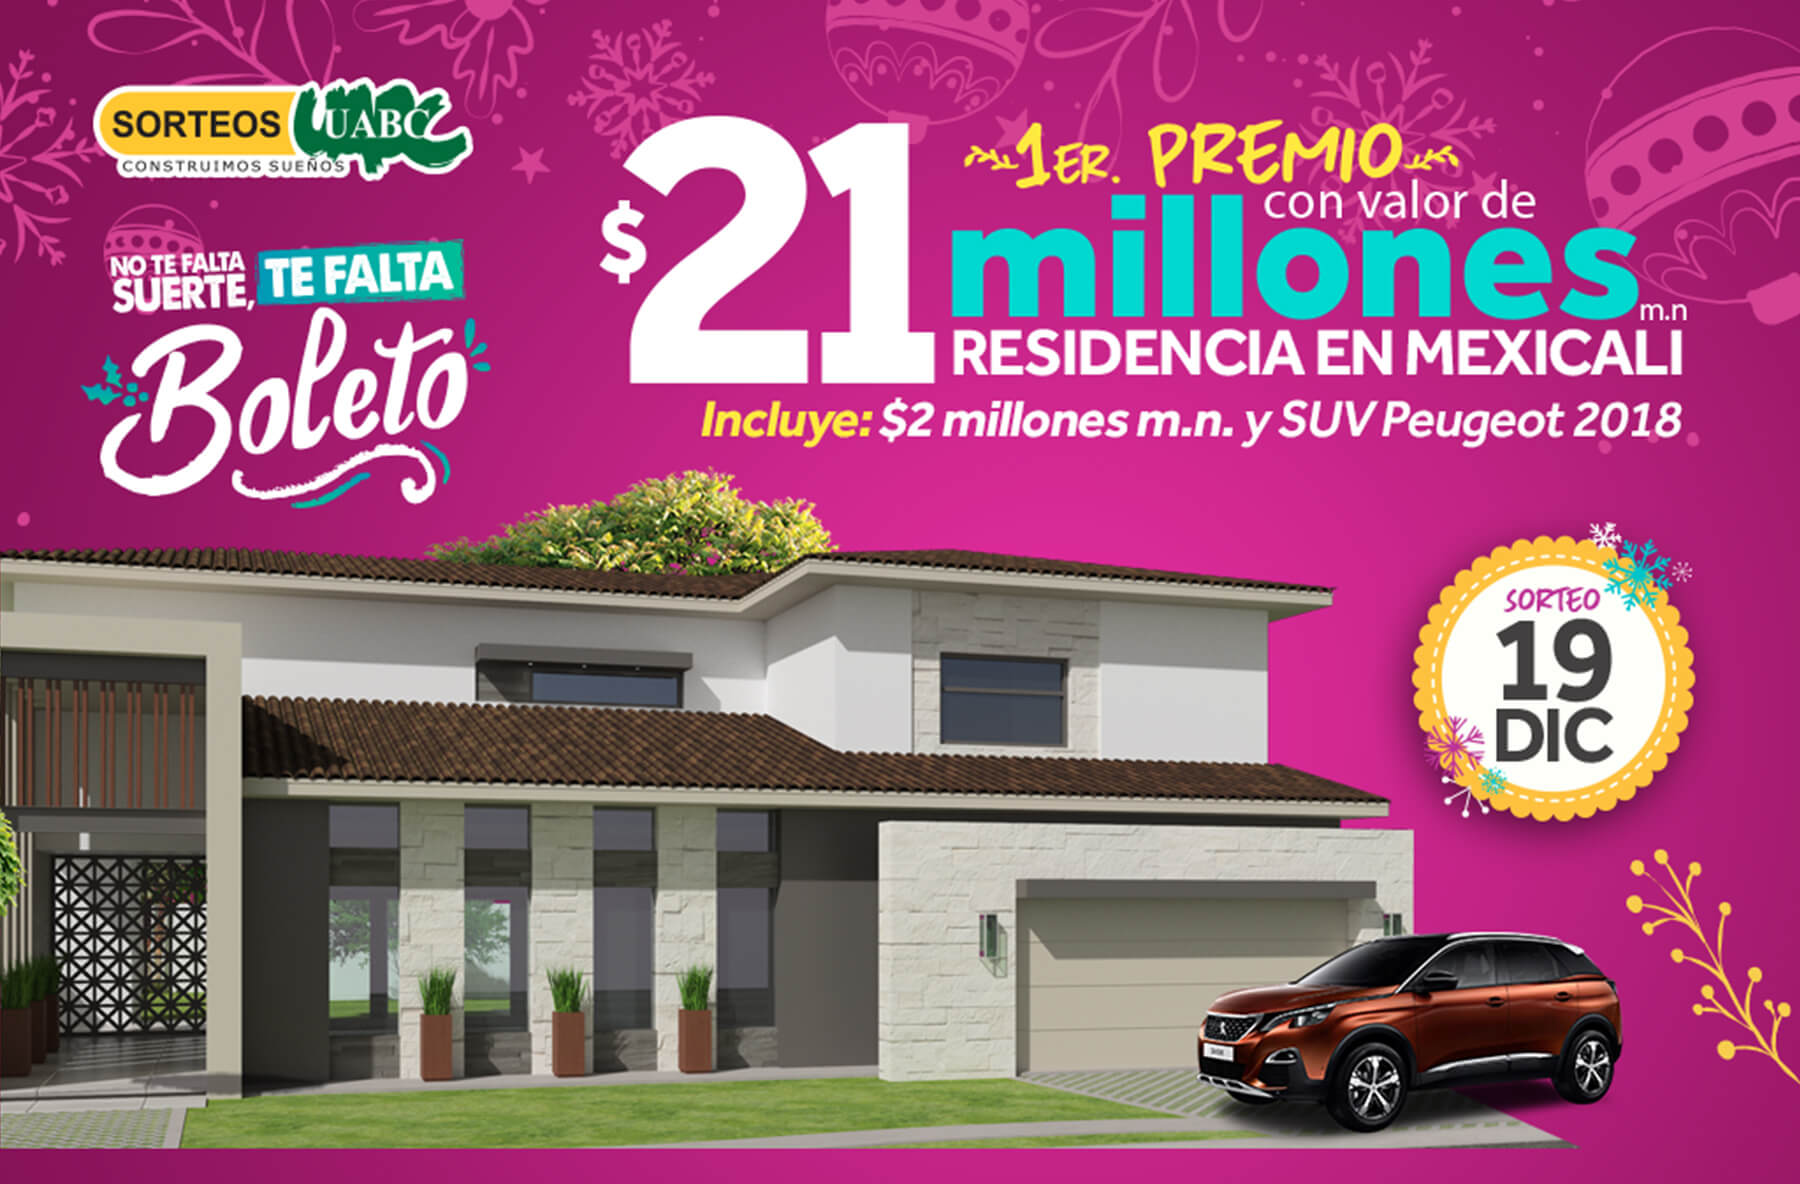 SORTEOS UABC
CONSTRUIMOS SUEÑOS
NO TE FALTA
SUERTE, TE FALTA
Boleto
1ER. PREMIO
con valor de
$21 millones m.n
RESIDENCIA EN MEXICALI
Incluye: $2 millones m.n. y SUV Peugeot 2018
SORTEO
19
DIC